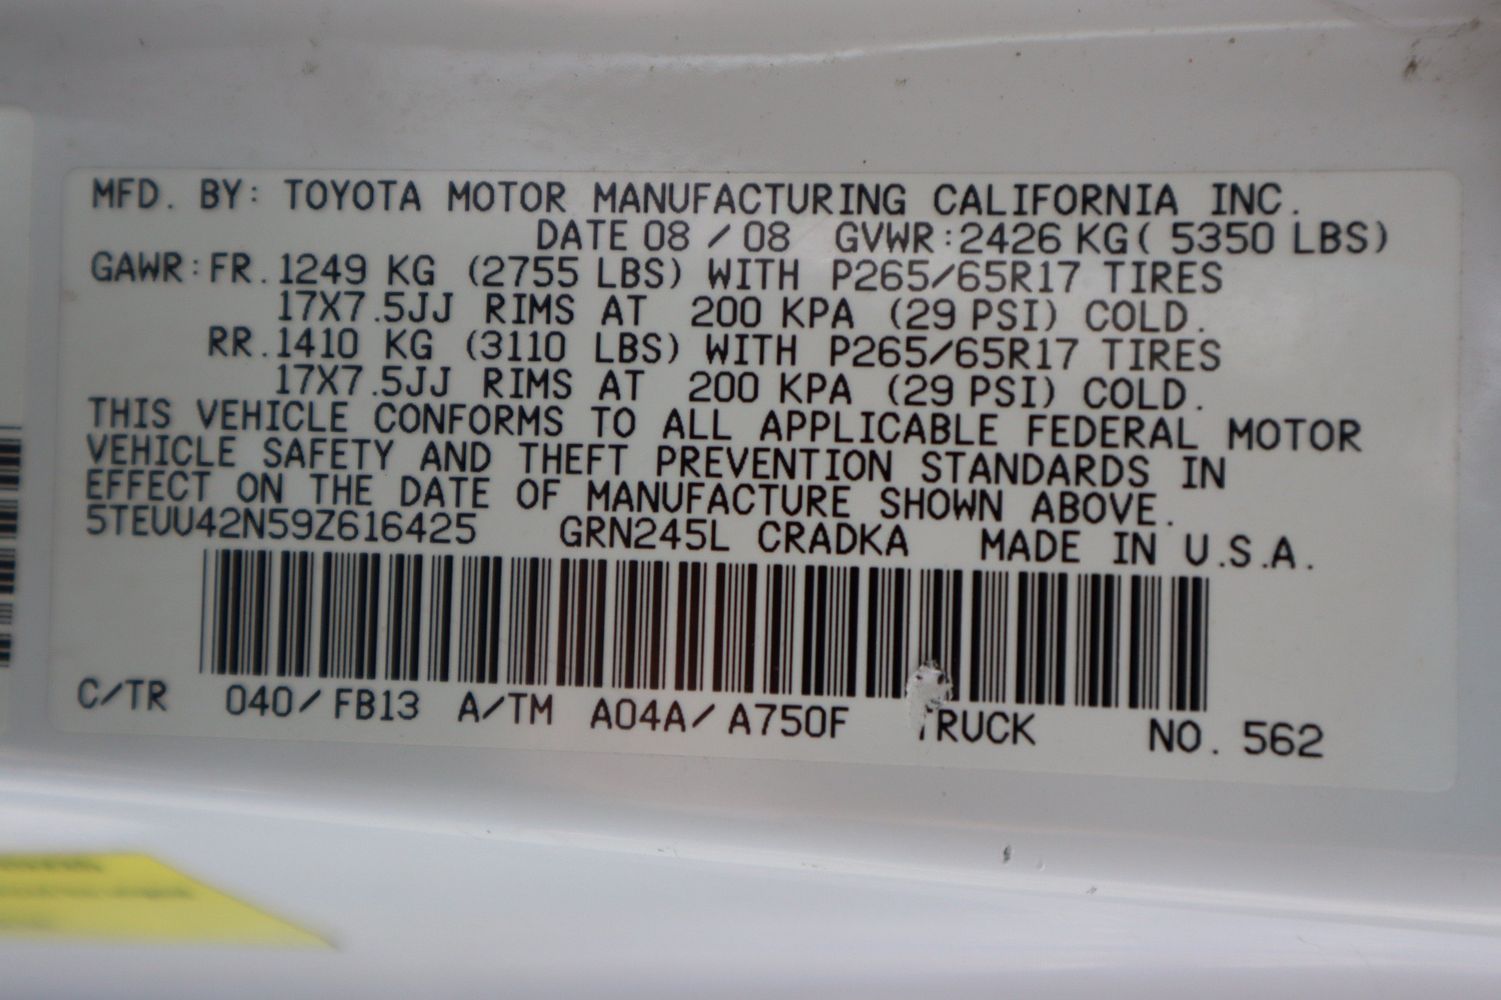 MFD. BY: TOYOTA MOTOR MANUFACTURING CALIFORNIA INC.
DATE 08 / 08 GVWR:2426 KG( 5350 LBS)
GAWR:FR.1249 KG (2755 LBS) WITH P265/65R17 TIRES
17X7.5JJ RIMS AT 200 KPA (29 PSI) COLD.
RR.1410 KG (3110 LBS) WITH P265/65R17 TIRES
17X7.5JJ RIMS AT 200 KPA (29 PSI) COLD.
THIS VEHICLE CONFORMS TO ALL APPLICABLE FEDERAL MOTOR
VEHICLE SAFETY AND THEFT PREVENTION STANDARDS IN
EFFECT ON THE DATE OF MANUFACTURE SHOWN ABOVE.
5TEUU42N59Z616425 GRN245L CRADKA MADE IN U.S.A.
C/TR 040/FB13 A/TM A04A/A750F TRUCK NO. 562